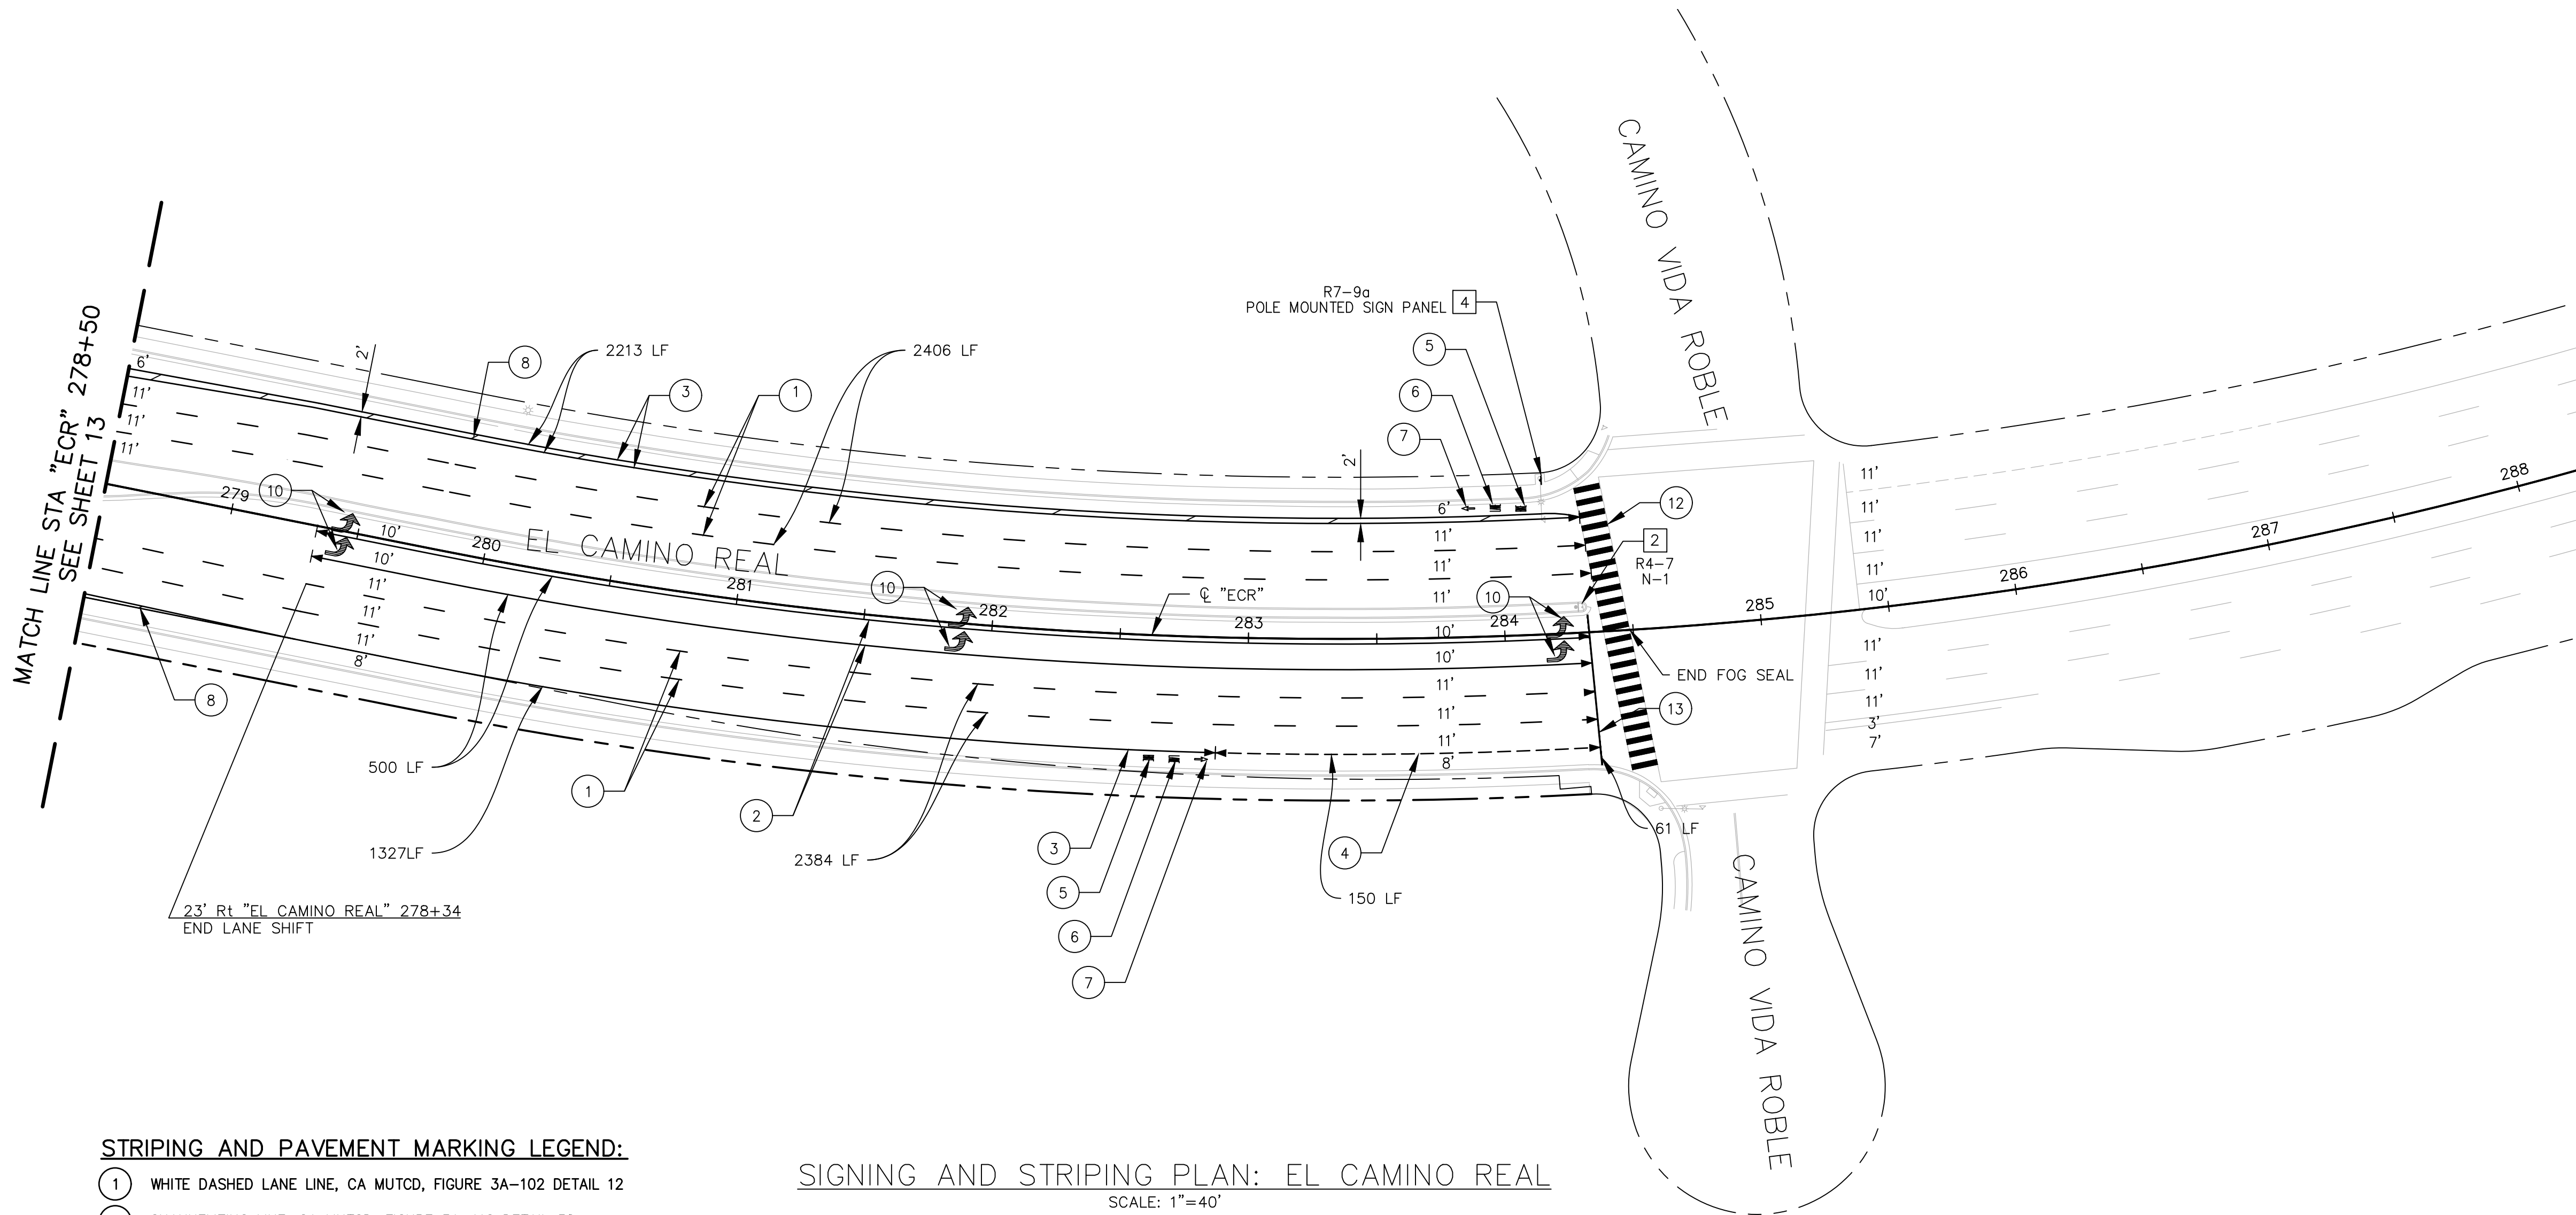 MATCH LINE STA "ECR" 278+50
SEE SHEET 13
6'
11'
11'
11'
2'
8
2213 LF
3
1
2406 LF
R7-9a
POLE MOUNTED SIGN PANEL 4
5
6
7
2'
6'
11'
11'
11'
CAMINO VIDA ROBLE
12
2
R4-7
N-1
10
279
10'
10'
280
EL CAMINO REAL
281
10
282
℄ "ECR"
283
10
284
285
286
287
288
11'
11'
11'
8'
10'
10'
11'
11'
11'
8'
END FOG SEAL
13
61 LF
11'
11'
11'
11'
10'
11'
11'
11'
3'
7'
8
500 LF
1
2
1327LF
2384 LF
3
5
6
7
4
150 LF
23' Rt "EL CAMINO REAL" 278+34
END LANE SHIFT
CAMINO VIDA ROBLE
STRIPING AND PAVEMENT MARKING LEGEND:
1 WHITE DASHED LANE LINE, CA MUTCD, FIGURE 3A-102 DETAIL 12
SIGNING AND STRIPING PLAN: EL CAMINO REAL
SCALE: 1"=40'